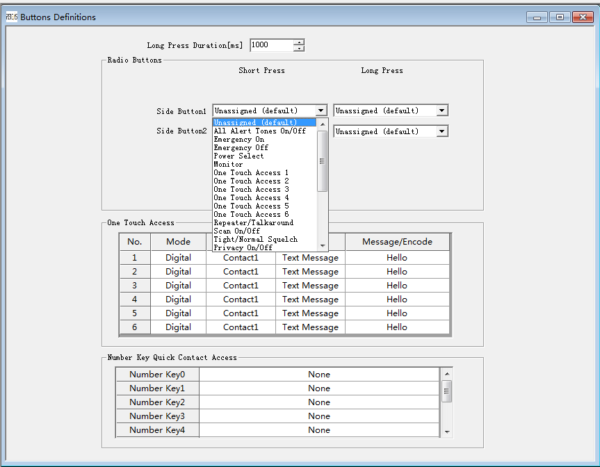 Buttons Definitions
Long Press Duration[ms] 1000
Radio Buttons
Short Press Long Press
Side Button1 Unassigned (default) Unassigned (default)
Unassigned (default)
Side Button2 All Alert Tones On/Off Unassigned (default)
Emergency On
Emergency Off
Power Select
Monitor
One Touch Access 1
One Touch Access 2
One Touch Access 3
One Touch Access 4
One Touch Access 5
One Touch Access 6
Repeater/Talkaround
Scan On/Off
Tight/Normal Squelch
Privacy On/Off
One Touch Access
No. Mode Message/Encode
1 Digital Contact1 Text Message Hello
2 Digital Contact1 Text Message Hello
3 Digital Contact1 Text Message Hello
4 Digital Contact1 Text Message Hello
5 Digital Contact1 Text Message Hello
6 Digital Contact1 Text Message Hello
Number Key Quick Contact Access
Number Key0 None
Number Key1 None
Number Key2 None
Number Key3 None
Number Key4 None